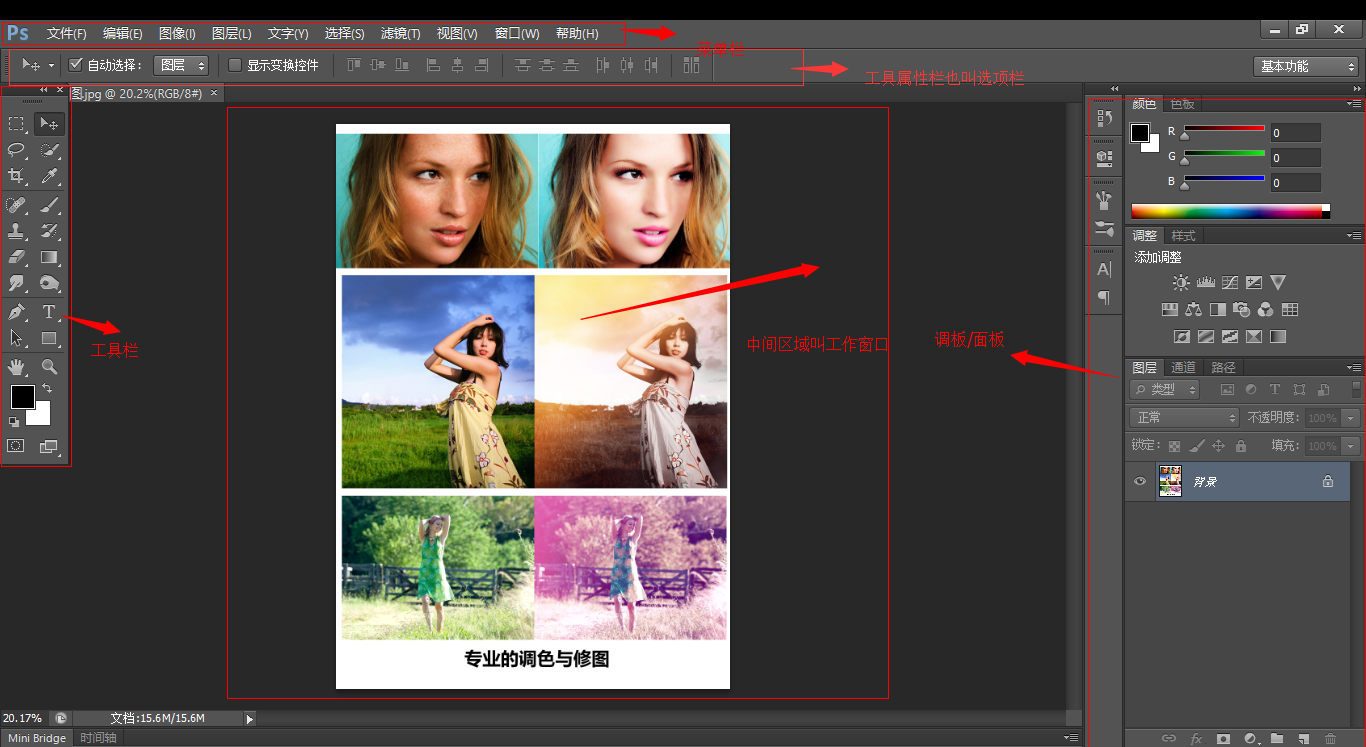 Ps 文件(F) 编辑(E) 图像(I) 图层(L) 文字(Y) 选择(S) 滤镜(T) 视图(V) 窗口(W) 帮助(H)
自动选择: 图层 显示变换控件
工具属性栏也叫选项栏
基本功能
图.jpg @ 20.2%(RGB/8#) ×
颜色 色板
R 0
G 0
B 0
调整 样式
添加调整
工具栏
中间区域叫工作窗口
调板/面板
图层 通道 路径
类型
正常 不透明度: 100%
锁定: 填充: 100%
背景
专业的调色与修图
20.17% 文档:15.6M/15.6M
Mini Bridge 时间轴
fx